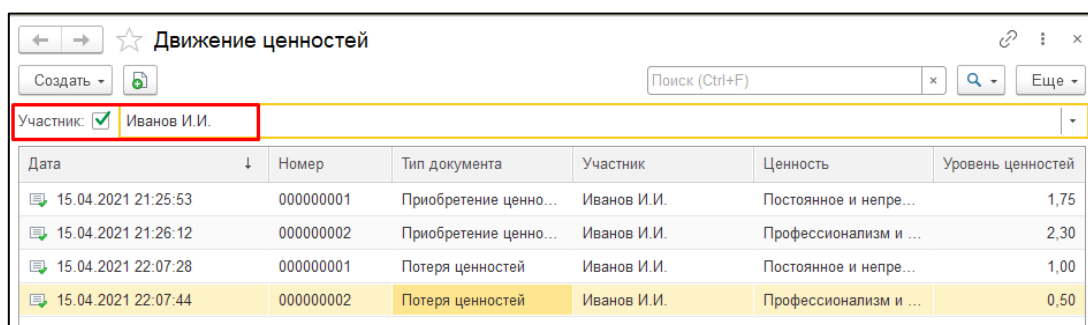 Движение ценностей
Создать Поиск (Ctrl+F) × Еще
Участник: Иванов И.И.
Дата ↓ Номер Тип документа Участник Ценность Уровень ценностей
15.04.2021 21:25:53 000000001 Приобретение ценно... Иванов И.И. Постоянное и непре... 1,75
15.04.2021 21:26:12 000000002 Приобретение ценно... Иванов И.И. Профессионализм и ... 2,30
15.04.2021 22:07:28 000000001 Потеря ценностей Иванов И.И. Постоянное и непре... 1,00
15.04.2021 22:07:44 000000002 Потеря ценностей Иванов И.И. Профессионализм и ... 0,50